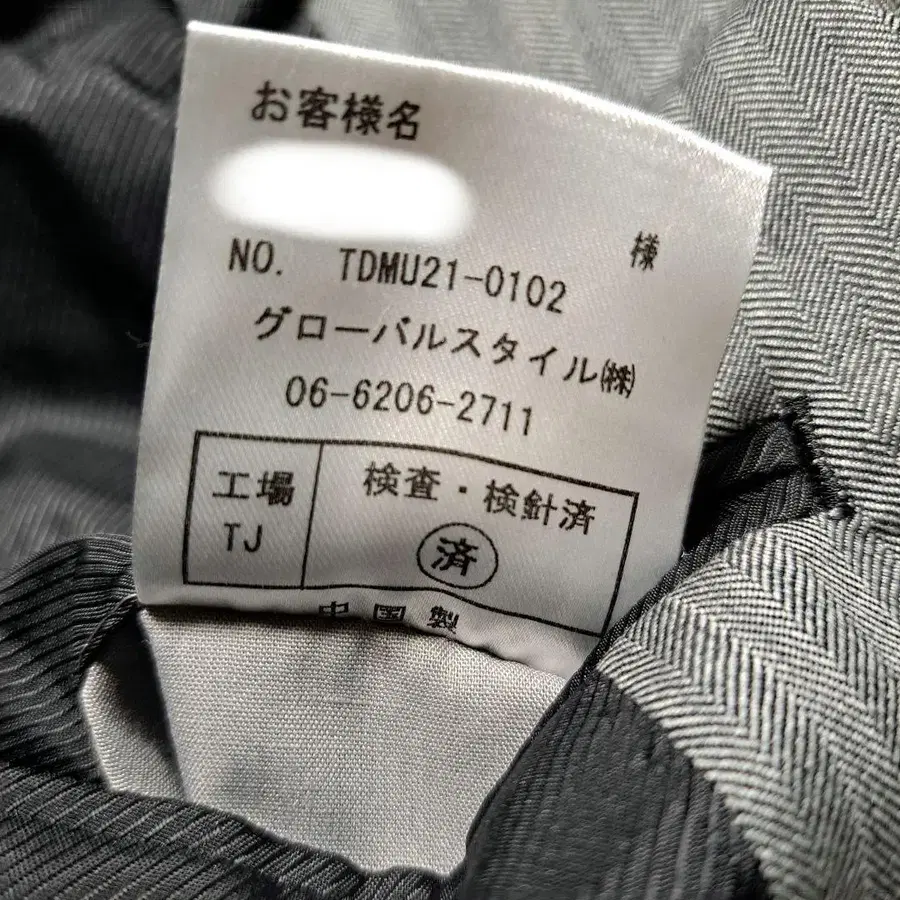 お客様名
様
NO. TDMU21-0102
グローバルスタイル㈱
06-6206-2711
工場
TJ
検査・検針済
済
中国製